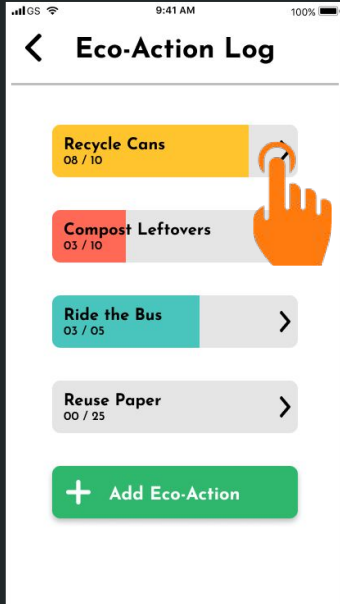 GS 9:41 AM 100%
Eco-Action Log
Recycle Cans
08 / 10
Compost Leftovers
03 / 10
Ride the Bus
03 / 05
Reuse Paper
00 / 25
Add Eco-Action